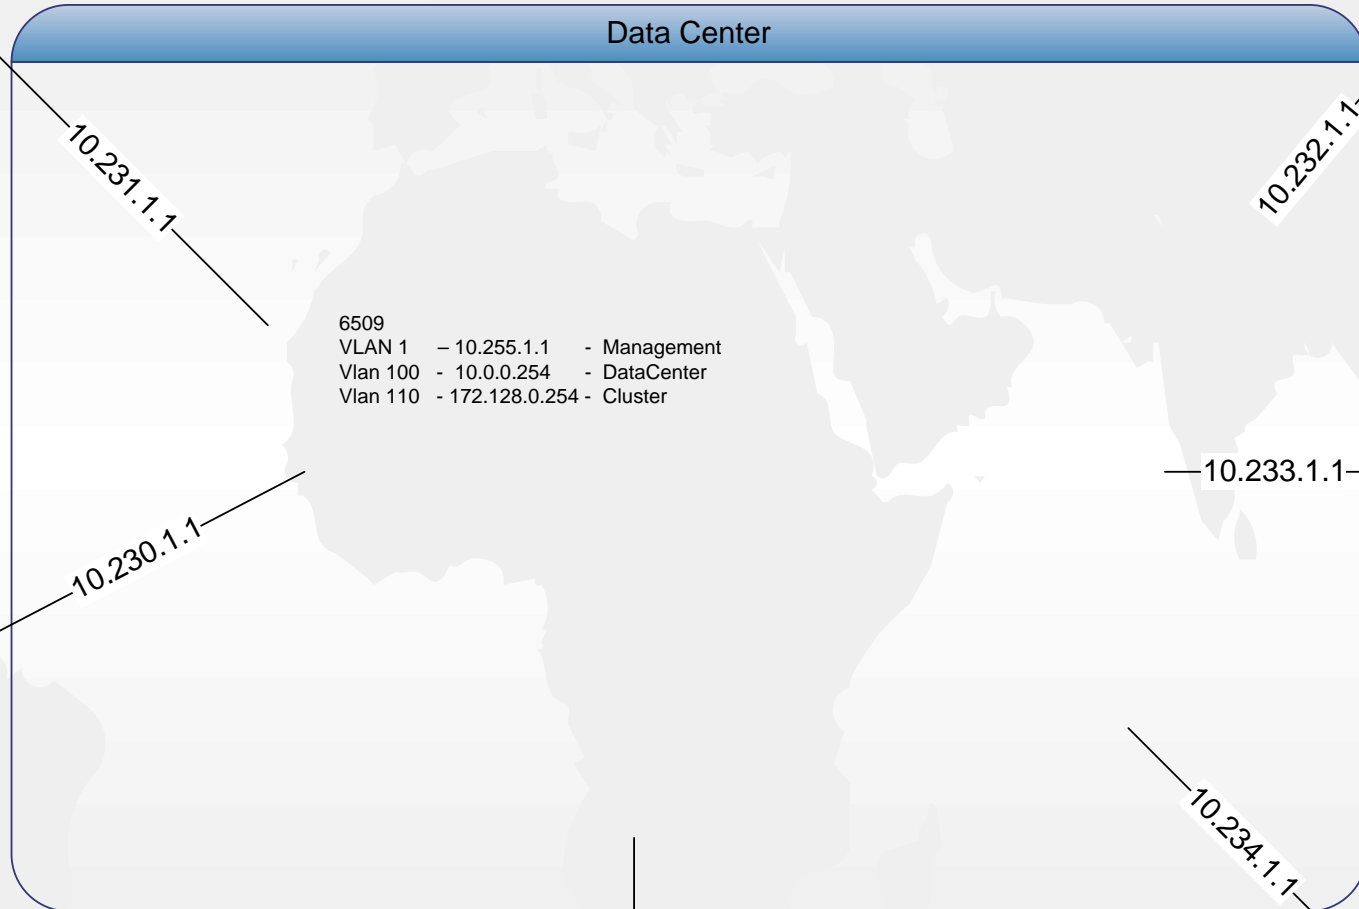 Data Center
10.231.1.1
10.232.1.1
6509
VLAN 1 – 10.255.1.1 - Management
Vlan 100 - 10.0.0.254 - DataCenter
Vlan 110 - 172.128.0.254 - Cluster
10.233.1.1
10.230.1.1
10.234.1.1